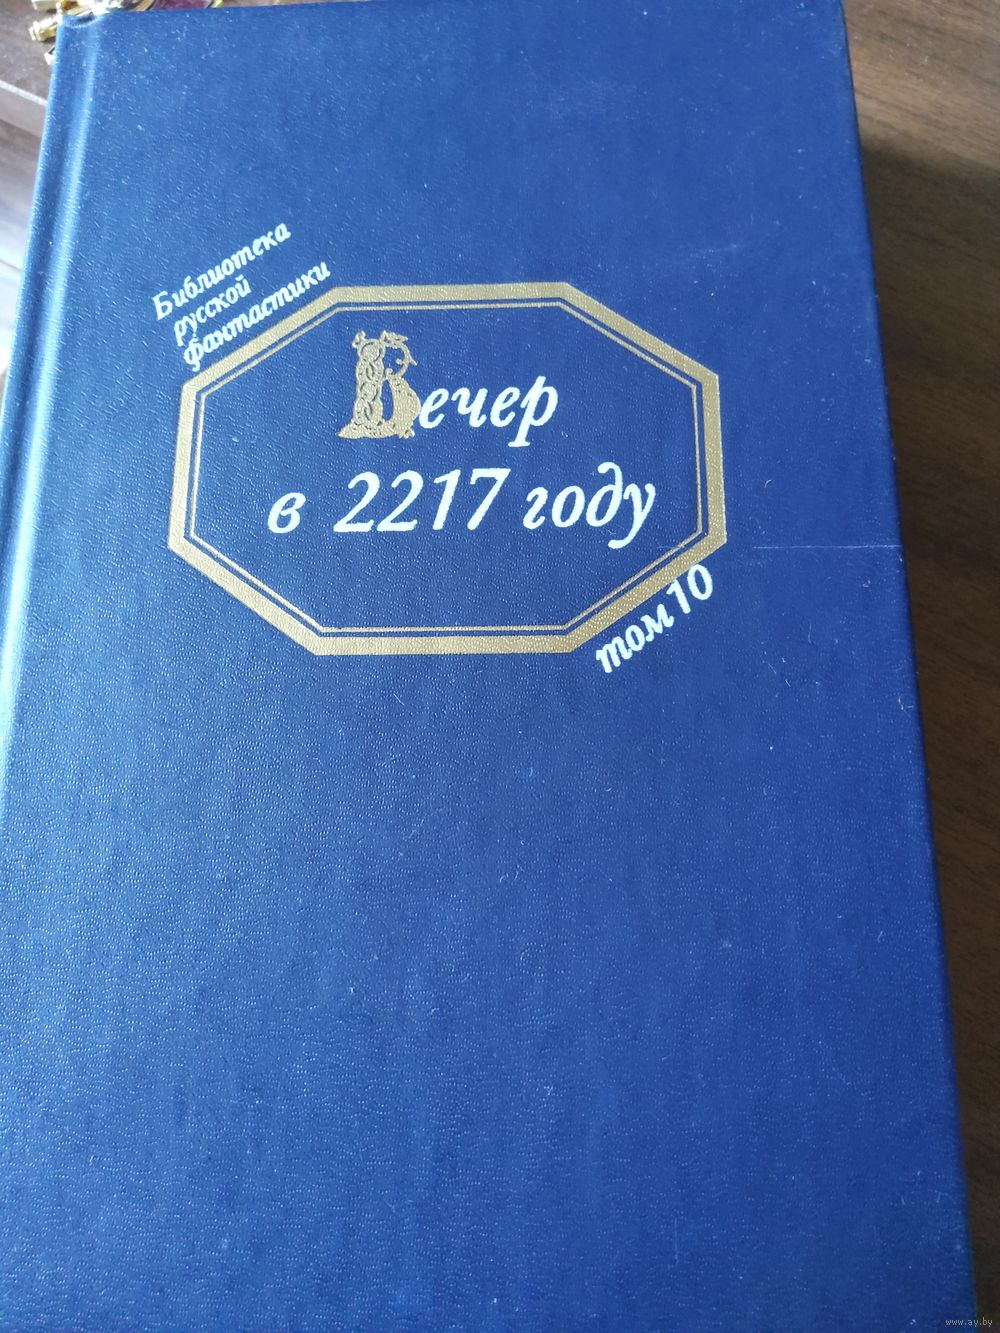 Библиотека
русской
фантастики
Вечер
в 2217 году
том 10
www.ay.by